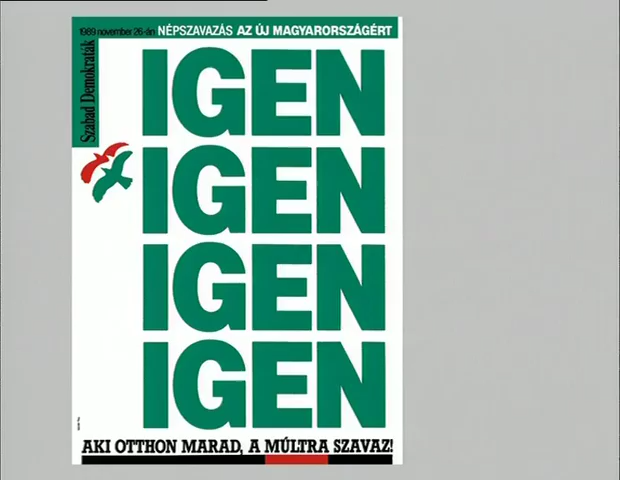 1989 november 26-án NÉPSZAVAZÁS AZ ÚJ MAGYARORSZÁGÉRT
Szabad Demokraták
IGEN
IGEN
IGEN
IGEN
AKI OTTHON MARAD, A MÚLTRA SZAVAZ!